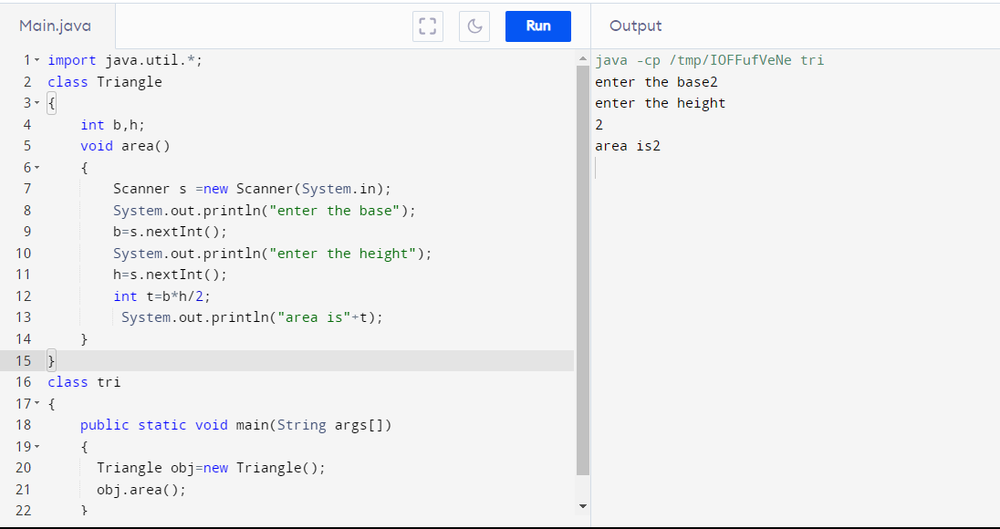 Main.java
Run
Output
1 import java.util.*;
2 class Triangle
3 {
4     int b,h;
5     void area()
6     {
7         Scanner s =new Scanner(System.in);
8         System.out.println("enter the base");
9         b=s.nextInt();
10         System.out.println("enter the height");
11         h=s.nextInt();
12         int t=b*h/2;
13          System.out.println("area is"+t);
14     }
15 }
16 class tri
17 {
18     public static void main(String args[])
19     {
20       Triangle obj=new Triangle();
21       obj.area();
22     }
java -cp /tmp/IOFFufVeNe tri
enter the base2
enter the height
2
area is2